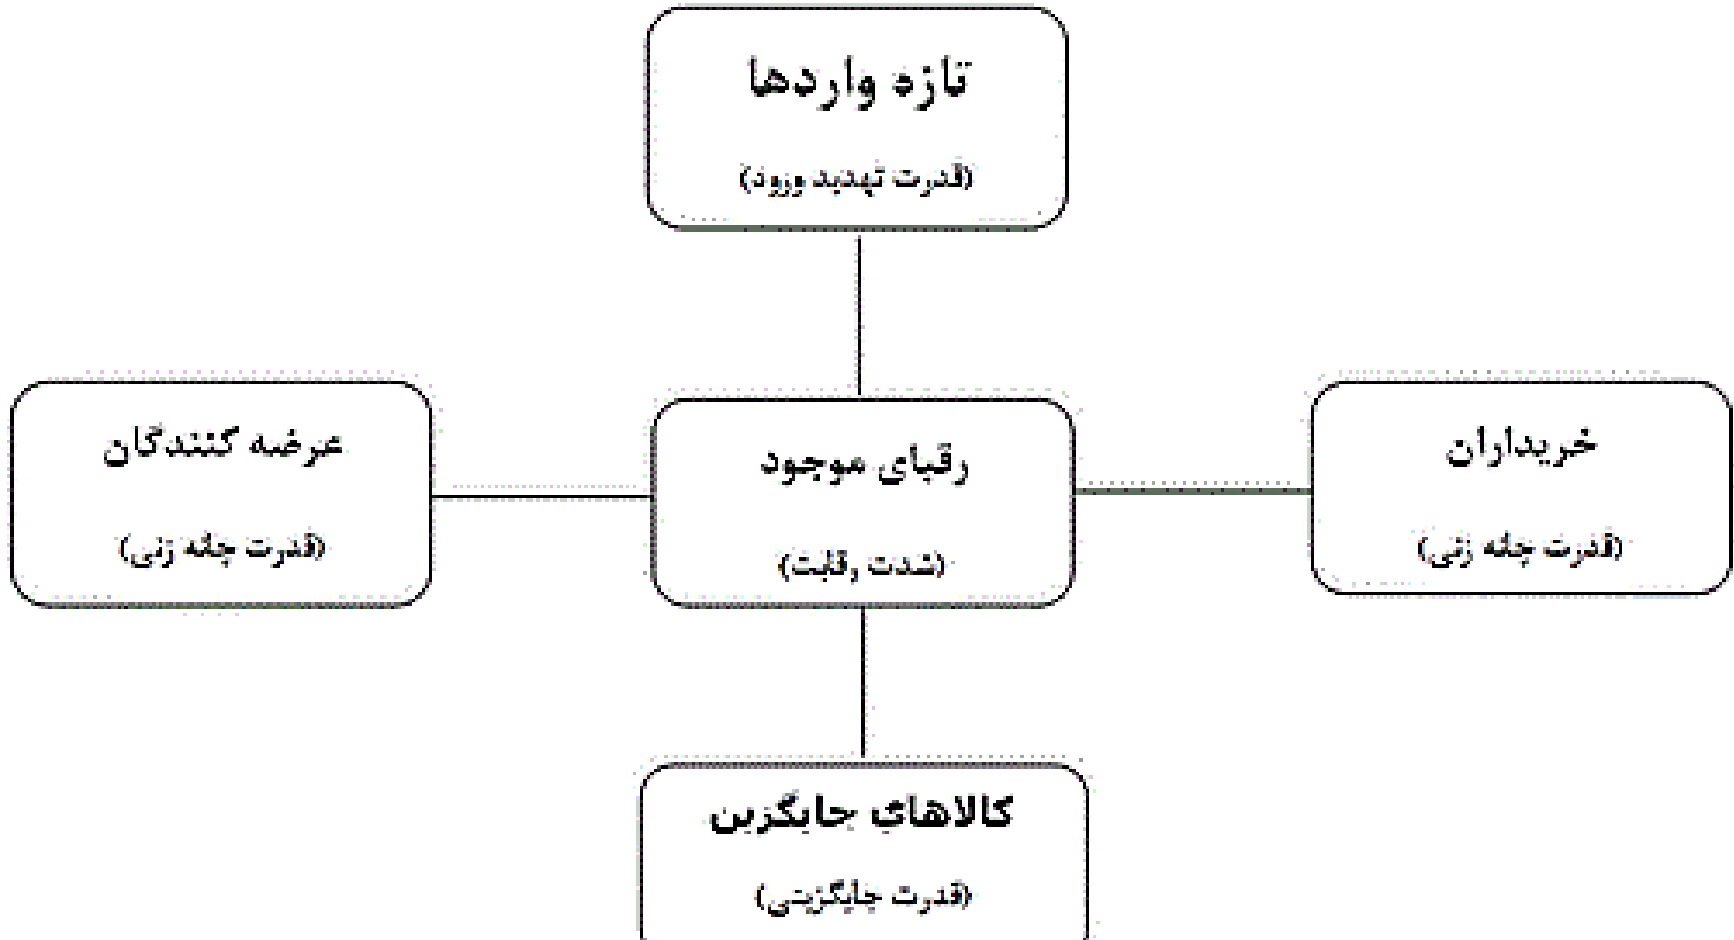 تازه واردها
(قدرت تهدید ورود)
خریداران
(قدرت چانه زنی)
رقبای موجود
(شدت رقابت)
عرضه کنندگان
(قدرت چانه زنی)
کالاهای جایگزین
(قدرت جایگزینی)